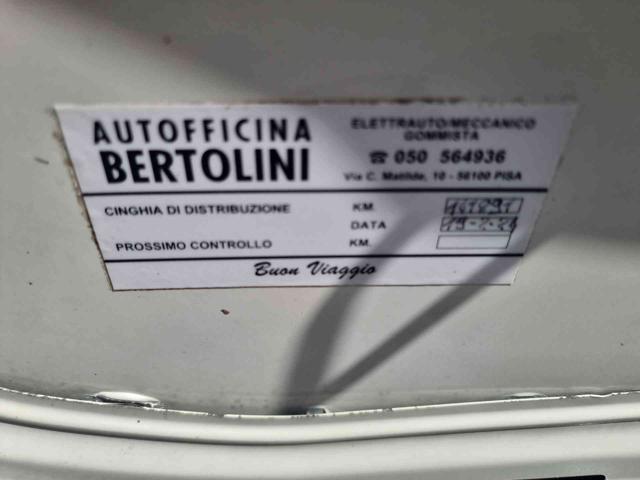 AUTOFFICINA
BERTOLINI
ELETTRAUTO/MECCANICO
GOMMISTA
☎ 050 564936
Via C. Matilde, 10 - 56100 PISA
CINGHIA DI DISTRIBUZIONE KM.
DATA
PROSSIMO CONTROLLO KM.
Buon Viaggio